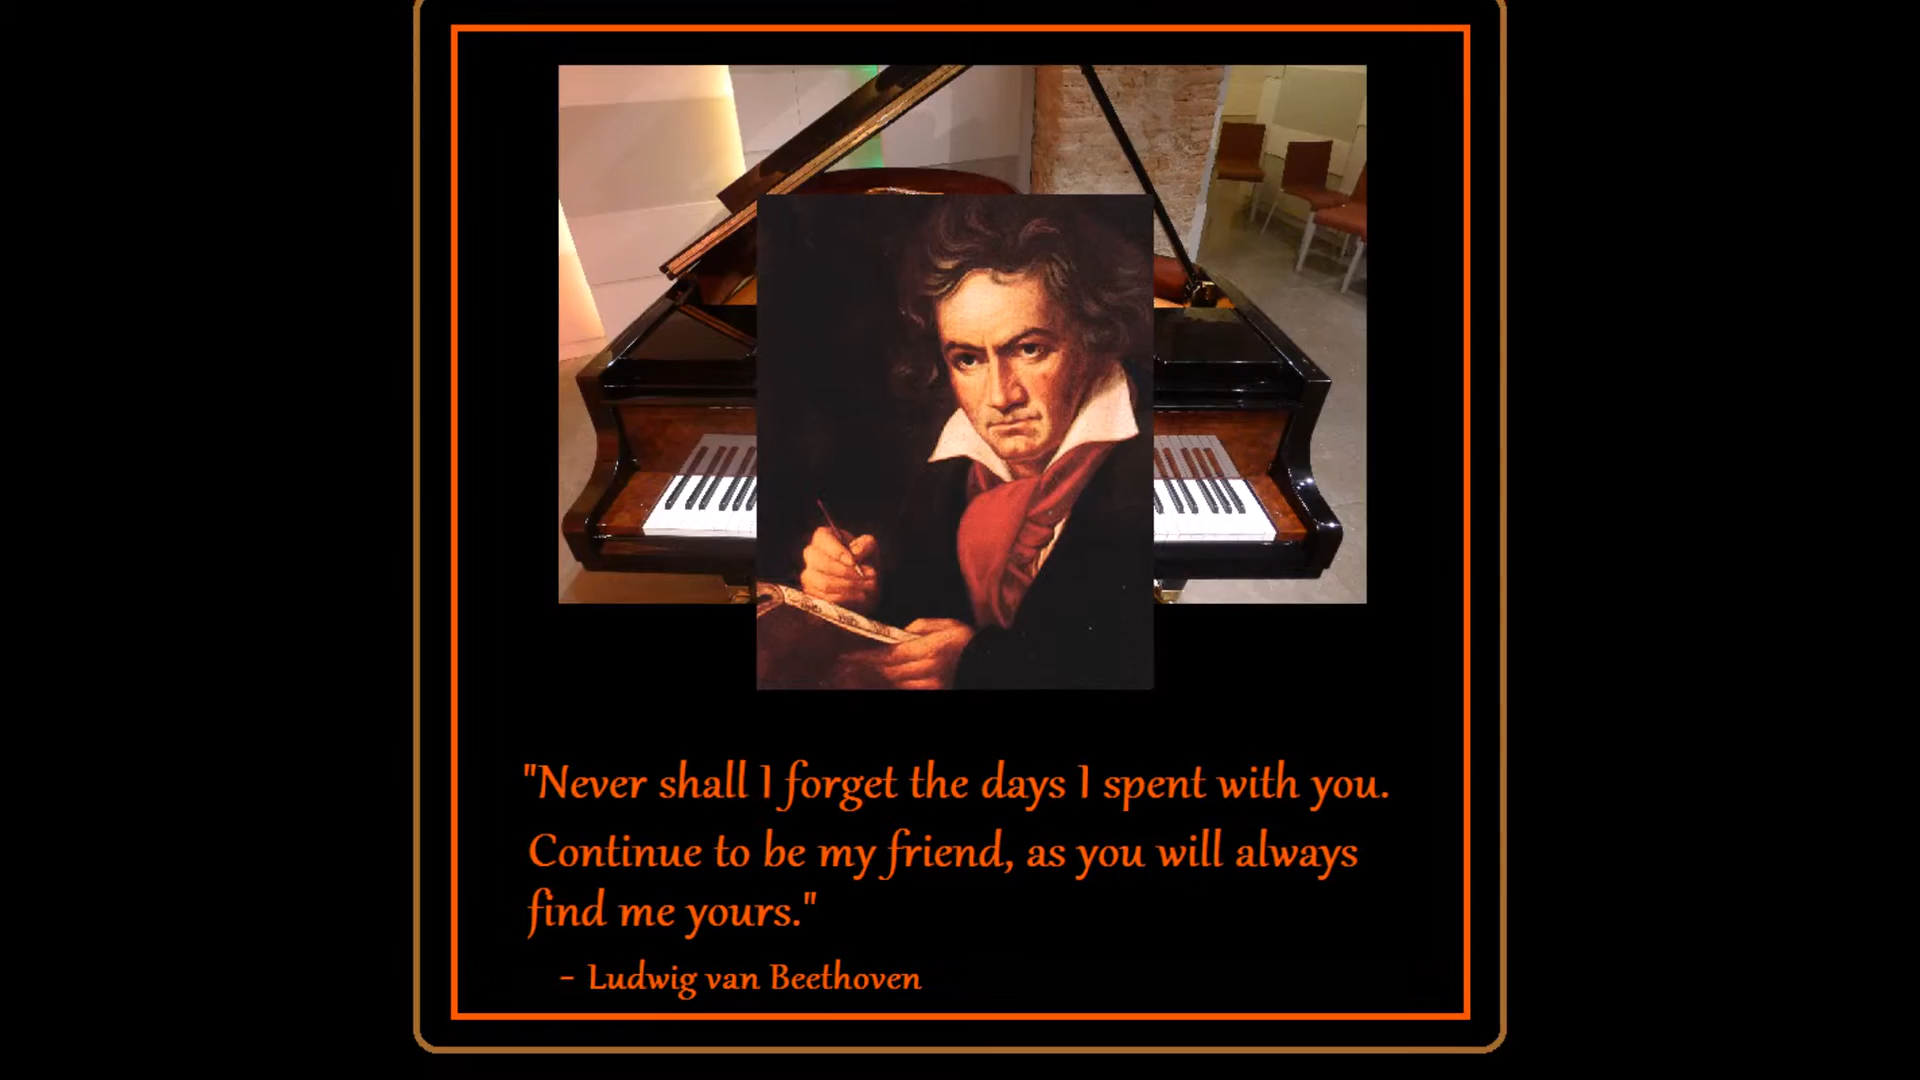 "Never shall I forget the days I spent with you.
Continue to be my friend, as you will always
find me yours."
- Ludwig van Beethoven